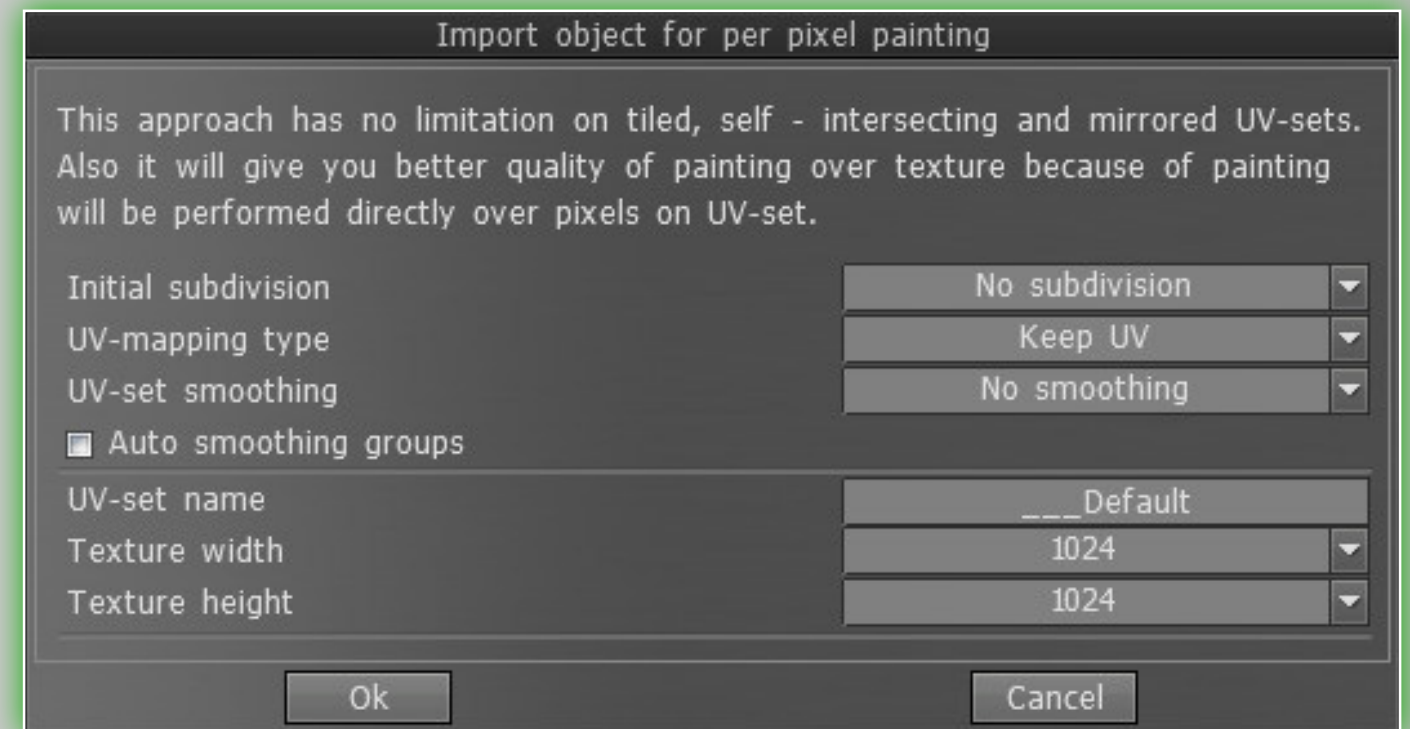 Import object for per pixel painting
This approach has no limitation on tiled, self - intersecting and mirrored UV-sets.
Also it will give you better quality of painting over texture because of painting
will be performed directly over pixels on UV-set.
Initial subdivision No subdivision
UV-mapping type Keep UV
UV-set smoothing No smoothing
Auto smoothing groups
UV-set name ___Default
Texture width 1024
Texture height 1024
Ok Cancel